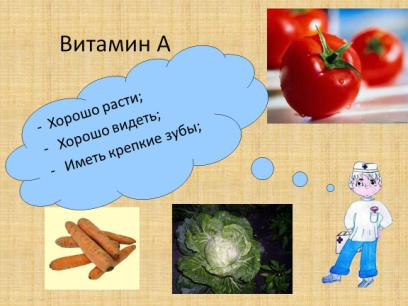 Витамин А
- Хорошо расти;
- Хорошо видеть;
- Иметь крепкие зубы;